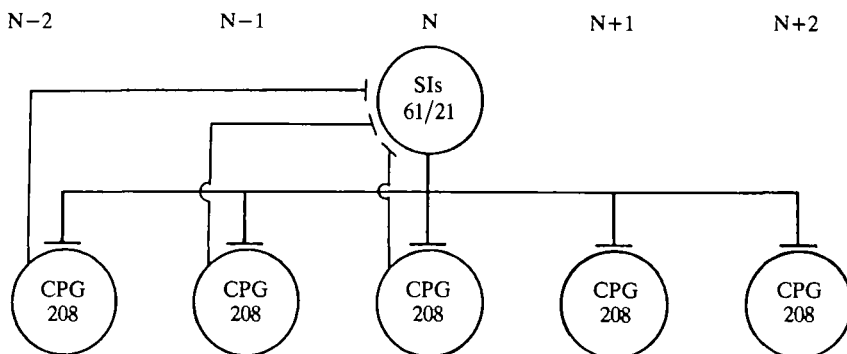 N−2 N−1 N N+1 N+2
SIs
61/21
CPG CPG CPG CPG CPG
208 208 208 208 208